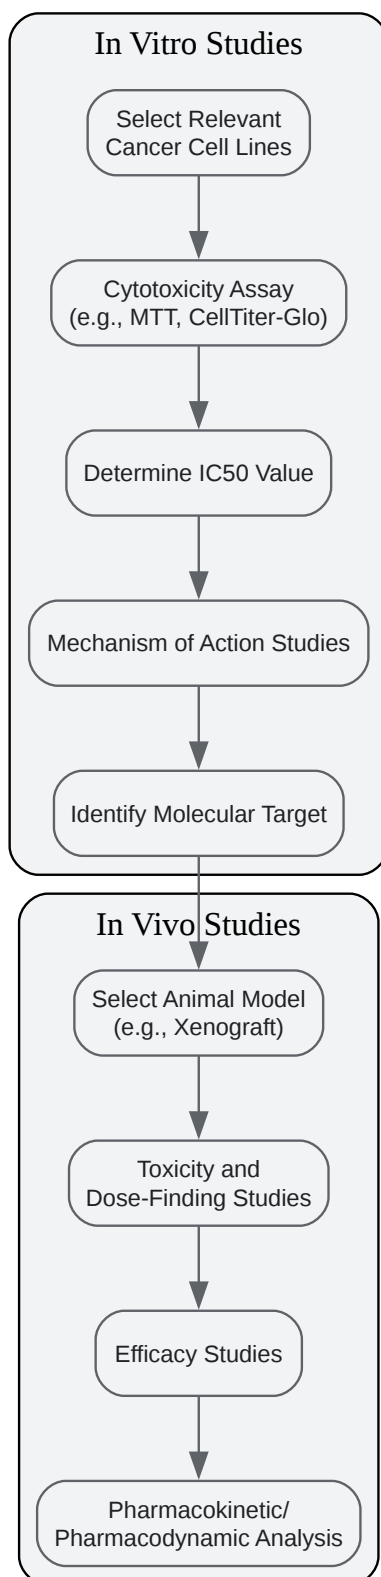 In Vitro Studies
Select Relevant
Cancer Cell Lines
Cytotoxicity Assay
(e.g., MTT, CellTiter-Glo)
Determine IC50 Value
Mechanism of Action Studies
Identify Molecular Target
In Vivo Studies
Select Animal Model
(e.g., Xenograft)
Toxicity and
Dose-Finding Studies
Efficacy Studies
Pharmacokinetic/
Pharmacodynamic Analysis